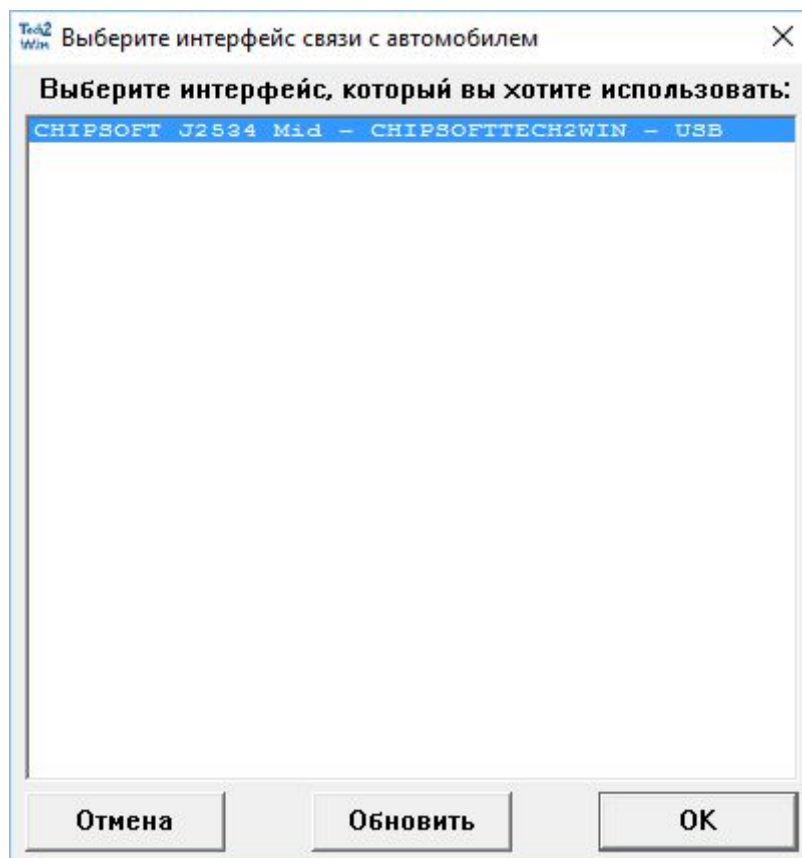 Tech2
Win Выберите интерфейс связи с автомобилем
Выберите интерфейс, который вы хотите использовать:
CHIPSOFT J2534 Mid - CHIPSOFTTECH2WIN - USB
Отмена Обновить OK